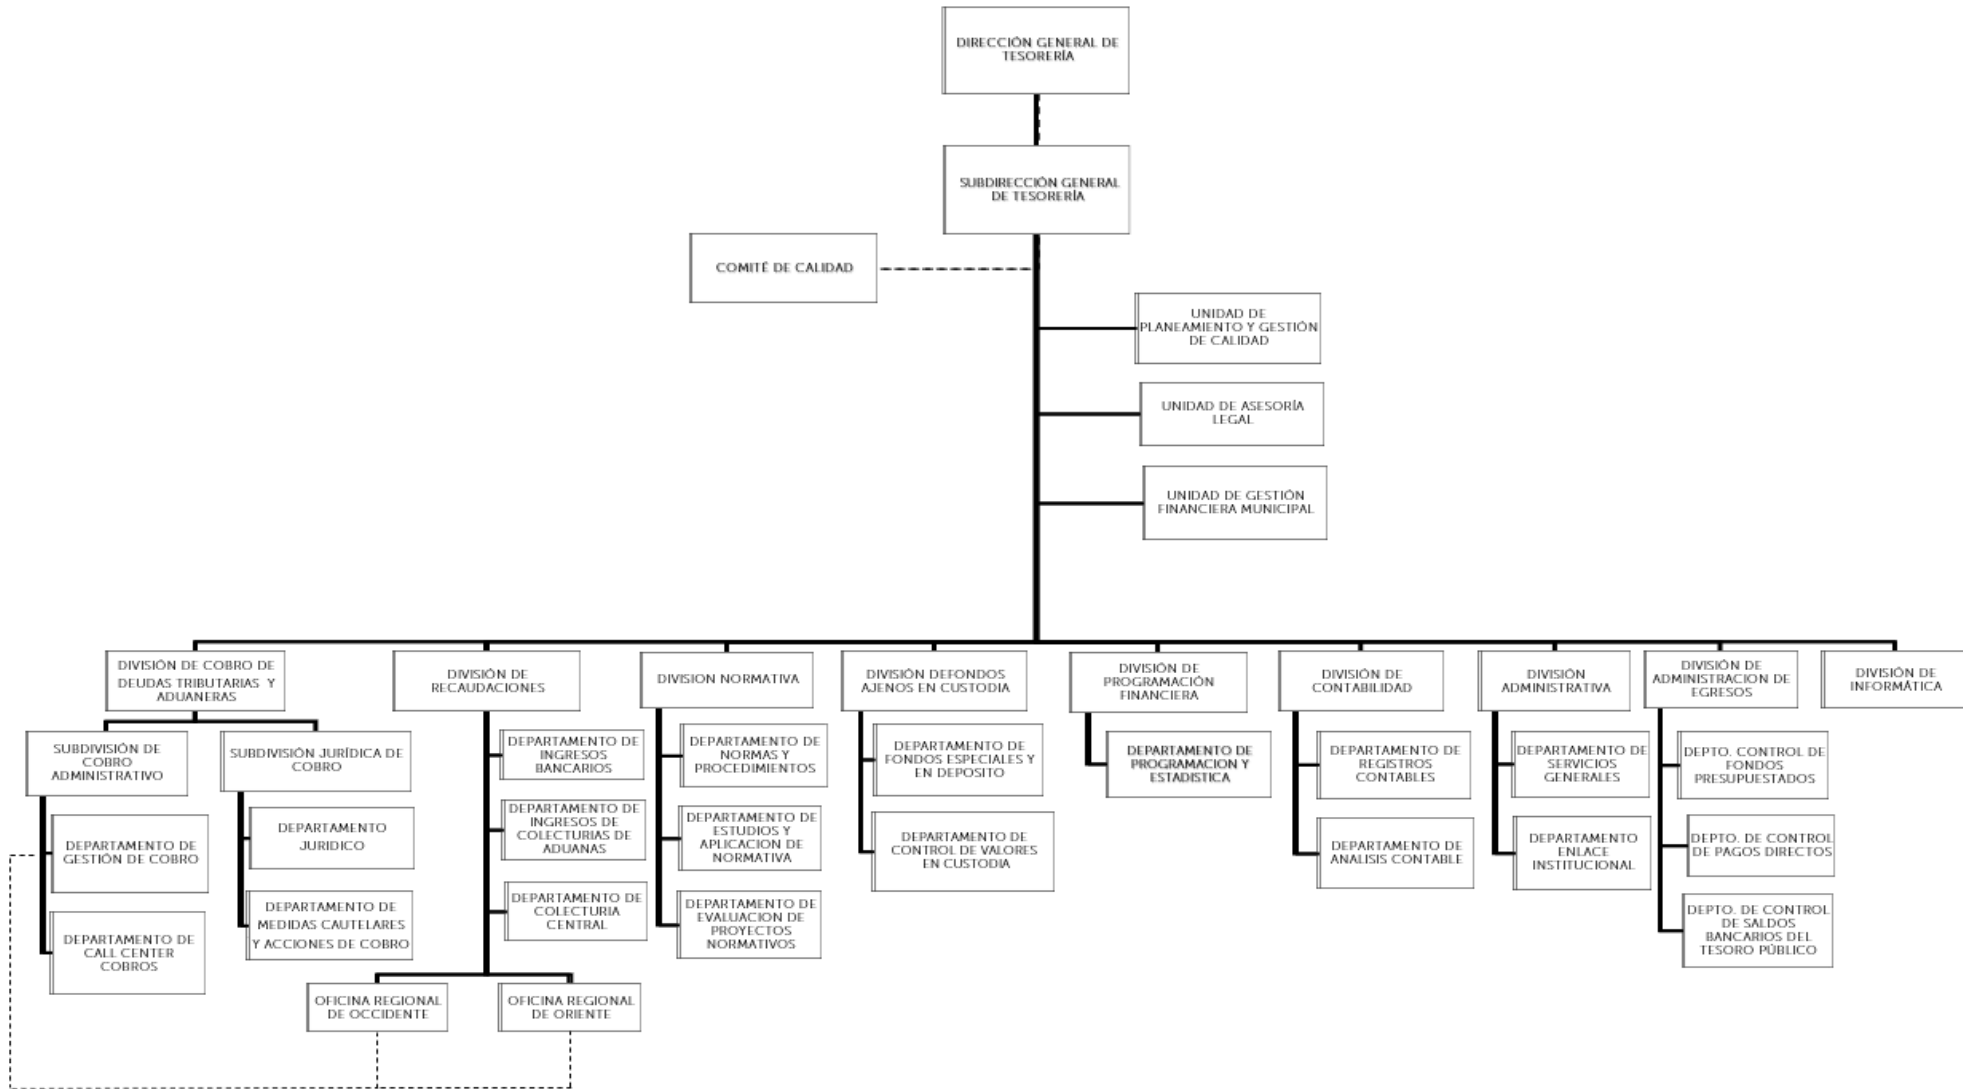 DIRECCIÓN GENERAL DE
TESORERÍA
SUBDIRECCIÓN GENERAL
DE TESORERÍA
COMITÉ DE CALIDAD
UNIDAD DE
PLANEAMIENTO Y GESTIÓN
DE CALIDAD
UNIDAD DE ASESORÍA
LEGAL
UNIDAD DE GESTIÓN
FINANCIERA MUNICIPAL
DIVISIÓN DE COBRO DE
DEUDAS TRIBUTARIAS Y
ADUANERAS
SUBDIVISIÓN DE
COBRO
ADMINISTRATIVO
DEPARTAMENTO DE
GESTIÓN DE COBRO
DEPARTAMENTO DE
CALL CENTER
COBROS
SUBDIVISIÓN JURÍDICA DE
COBRO
DEPARTAMENTO
JURIDICO
DEPARTAMENTO DE
MEDIDAS CAUTELARES
Y ACCIONES DE COBRO
DIVISIÓN DE
RECAUDACIONES
DEPARTAMENTO DE
INGRESOS
BANCARIOS
DEPARTAMENTO DE
INGRESOS DE
COLECTURIAS DE
ADUANAS
DEPARTAMENTO DE
COLECTURIA
CENTRAL
OFICINA REGIONAL
DE OCCIDENTE
OFICINA REGIONAL
DE ORIENTE
DIVISION NORMATIVA
DEPARTAMENTO DE
NORMAS Y
PROCEDIMIENTOS
DEPARTAMENTO DE
ESTUDIOS Y
APLICACION DE
NORMATIVA
DEPARTAMENTO DE
EVALUACION DE
PROYECTOS
NORMATIVOS
DIVISIÓN DEFONDOS
AJENOS EN CUSTODIA
DEPARTAMENTO DE
FONDOS ESPECIALES Y
EN DEPOSITO
DEPARTAMENTO DE
CONTROL DE VALORES
EN CUSTODIA
DIVISIÓN DE
PROGRAMACIÓN
FINANCIERA
DEPARTAMENTO DE
PROGRAMACION Y
ESTADISTICA
DIVISIÓN DE
CONTABILIDAD
DEPARTAMENTO DE
REGISTROS
CONTABLES
DEPARTAMENTO DE
ANALISIS CONTABLE
DIVISIÓN
ADMINISTRATIVA
DEPARTAMENTO DE
SERVICIOS
GENERALES
DEPARTAMENTO
ENLACE
INSTITUCIONAL
DIVISIÓN DE
ADMINISTRACION DE
EGRESOS
DEPTO. CONTROL DE
FONDOS
PRESUPUESTADOS
DEPTO. DE CONTROL
DE PAGOS DIRECTOS
DEPTO. DE CONTROL
DE SALDOS
BANCARIOS DEL
TESORO PÚBLICO
DIVISIÓN DE
INFORMÁTICA